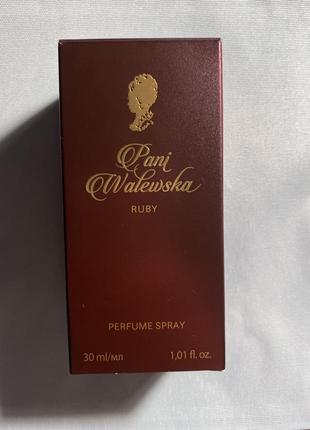 Pani
Walewska
RUBY
PERFUME SPRAY
30 ml/мл 1,01 fl. oz.